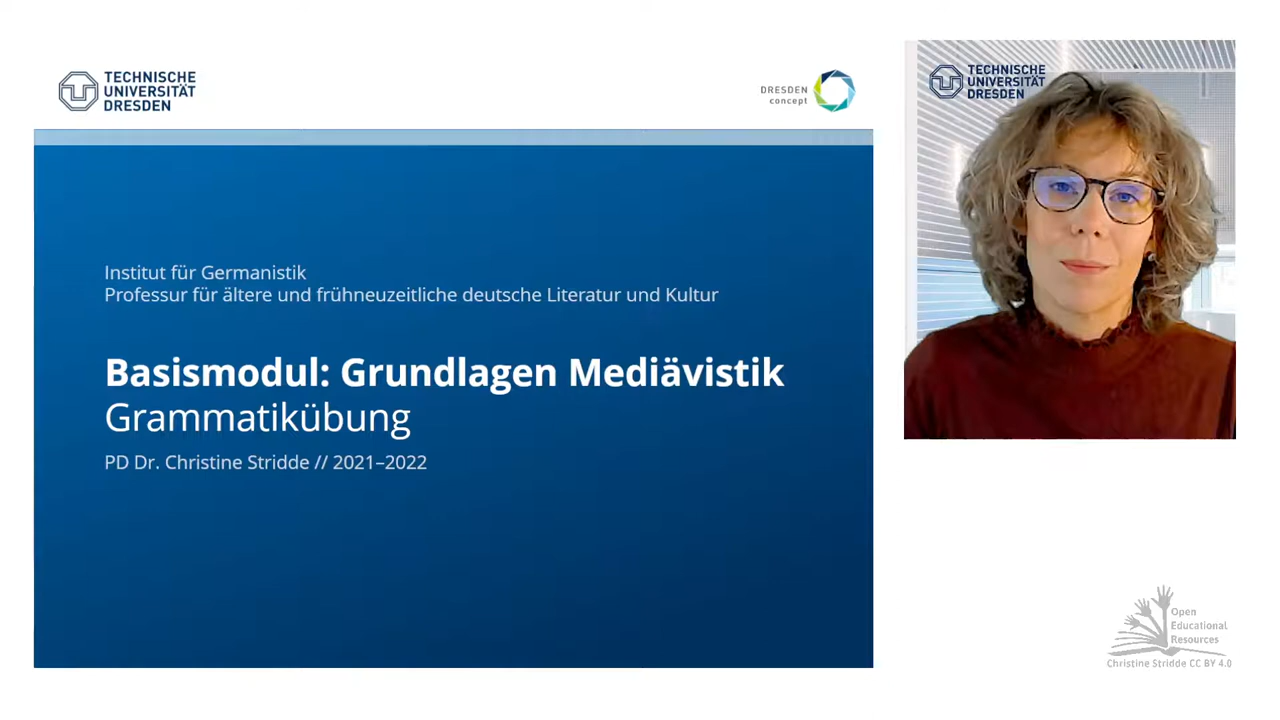 TECHNISCHE
UNIVERSITÄT
DRESDEN
DRESDEN
concept
Institut für Germanistik
Professur für ältere und frühneuzeitliche deutsche Literatur und Kultur
Basismodul: Grundlagen Mediävistik
Grammatikübung
PD Dr. Christine Stridde // 2021–2022
TECHNISCHE
UNIVERSITÄT
DRESDEN
Open
Educational
Resources
Christine Stridde CC BY 4.0